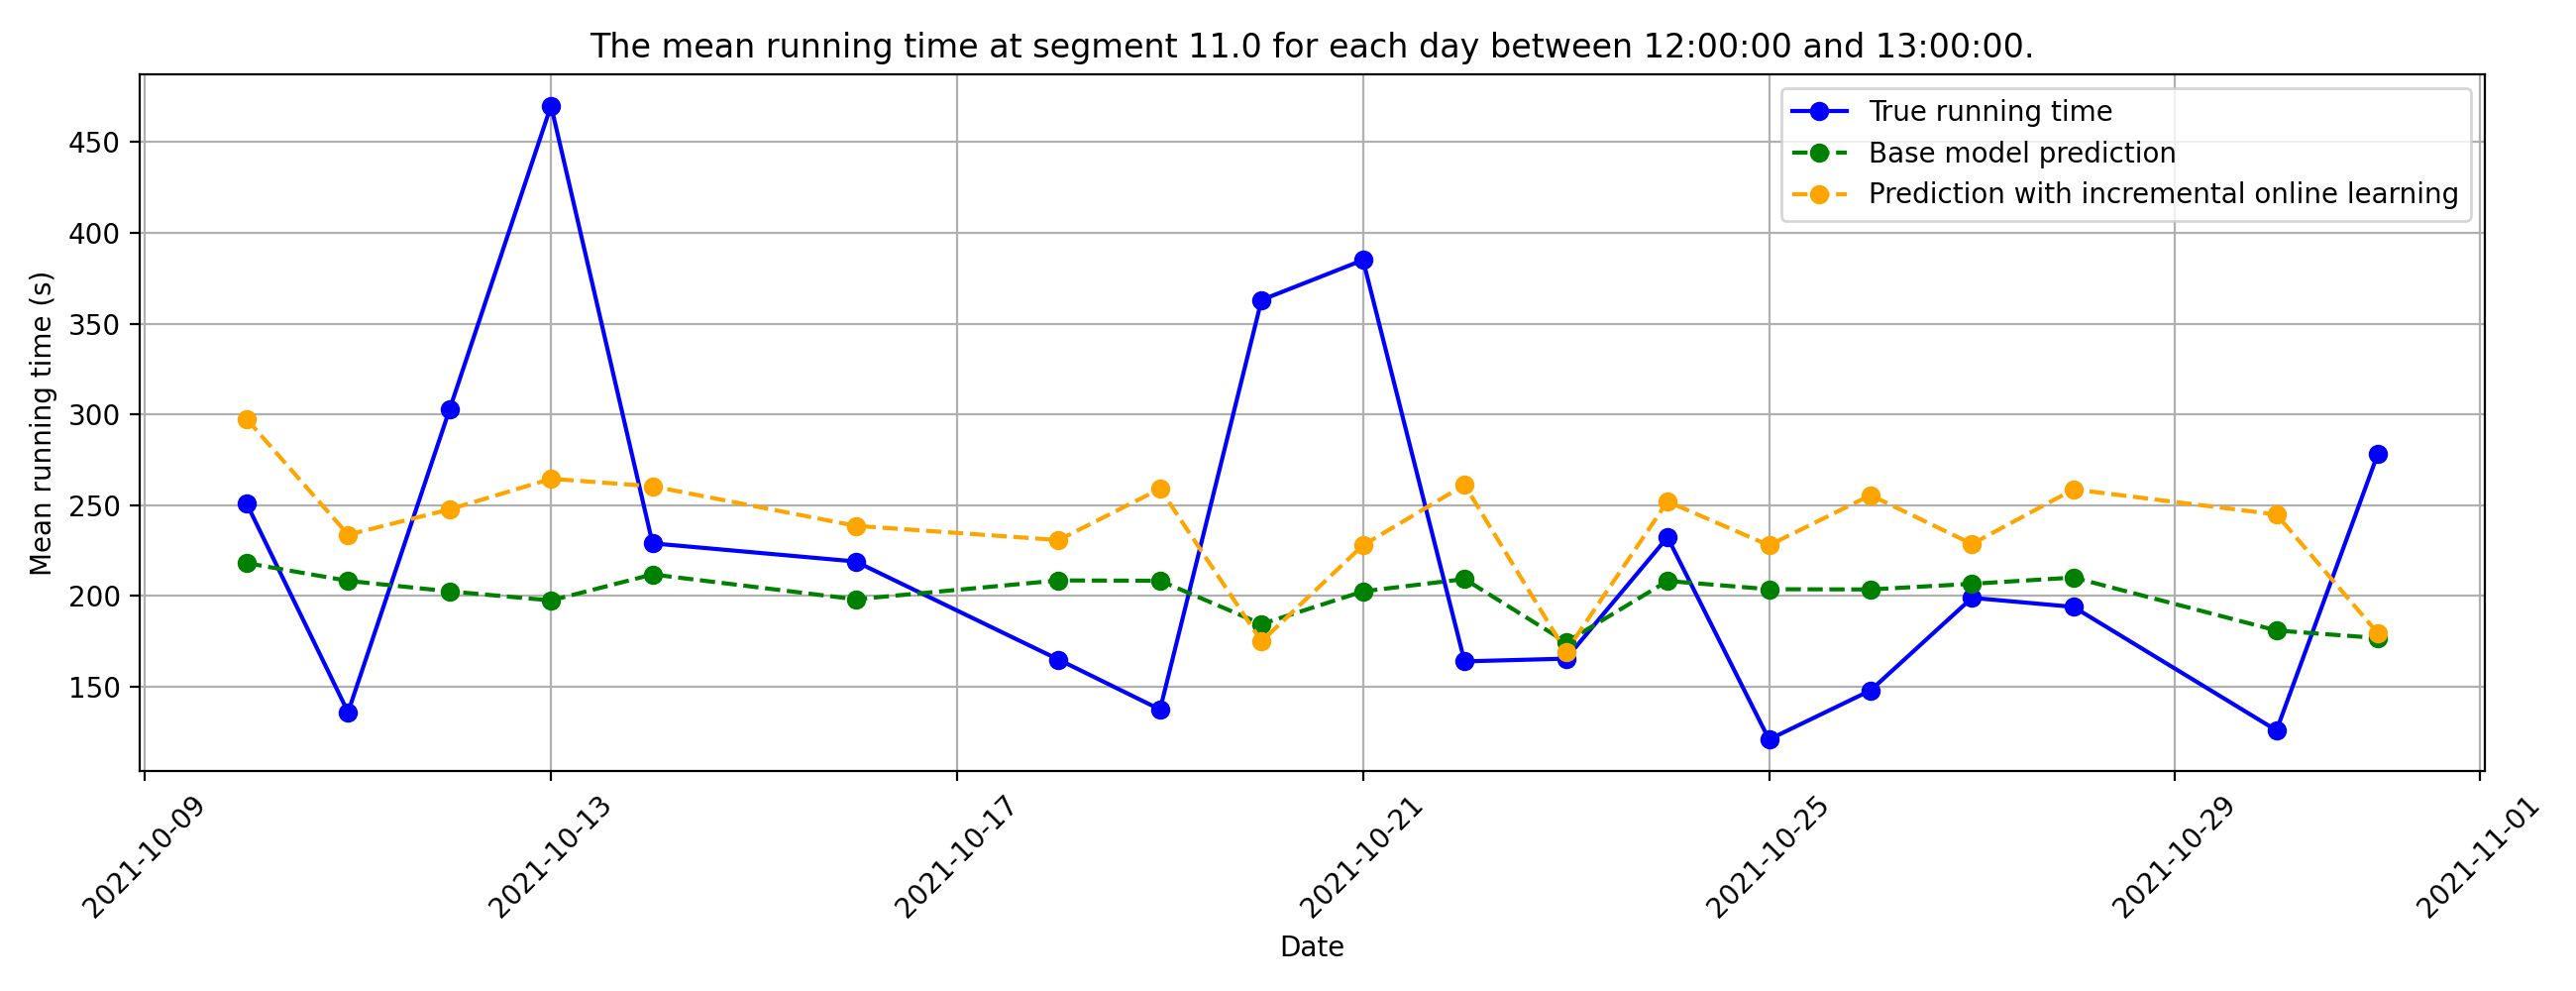 The mean running time at segment 11.0 for each day between 12:00:00 and 13:00:00.
True running time
Base model prediction
Prediction with incremental online learning
Mean running time (s)
450
400
350
300
250
200
150
2021-10-09
2021-10-13
2021-10-17
2021-10-21
2021-10-25
2021-10-29
2021-11-01
Date